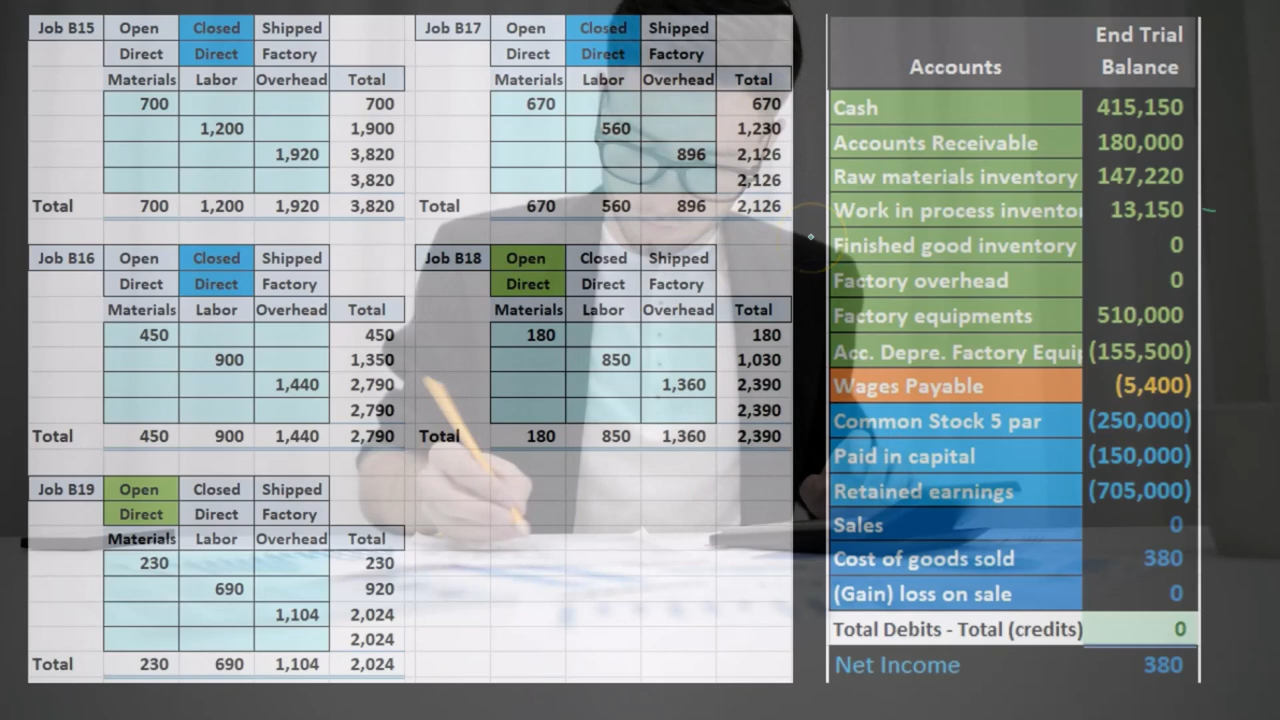 Job B15 Open Closed Shipped
Direct Direct Factory
Materials Labor Overhead Total
700 700
1,200 1,900
1,920 3,820
3,820
Total 700 1,200 1,920 3,820
Job B17 Open Closed Shipped
Direct Direct Factory
Materials Labor Overhead Total
670 670
560 1,230
896 2,126
2,126
Total 670 560 896 2,126
Job B16 Open Closed Shipped
Direct Direct Factory
Materials Labor Overhead Total
450 450
900 1,350
1,440 2,790
2,790
Total 450 900 1,440 2,790
Job B18 Open Closed Shipped
Direct Direct Factory
Materials Labor Overhead Total
180 180
850 1,030
1,360 2,390
2,390
Total 180 850 1,360 2,390
Job B19 Open Closed Shipped
Direct Direct Factory
Materials Labor Overhead Total
230 230
690 920
1,104 2,024
2,024
Total 230 690 1,104 2,024
End Trial
Accounts Balance
Cash 415,150
Accounts Receivable 180,000
Raw materials inventory 147,220
Work in process inventor 13,150
Finished good inventory 0
Factory overhead 0
Factory equipments 510,000
Acc. Depre. Factory Equip (155,500)
Wages Payable (5,400)
Common Stock 5 par (250,000)
Paid in capital (150,000)
Retained earnings (705,000)
Sales 0
Cost of goods sold 380
(Gain) loss on sale 0
Total Debits - Total (credits) 0
Net Income 380